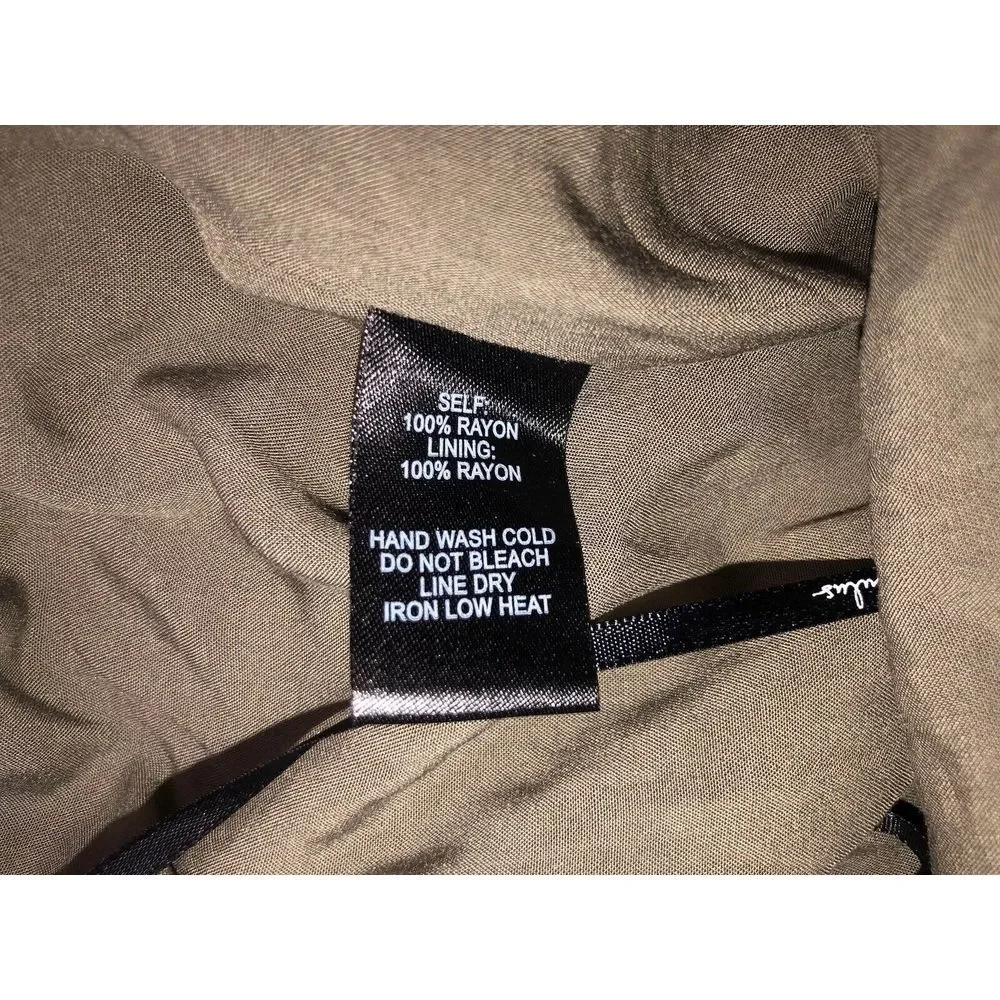 SELF:
100% RAYON
LINING:
100% RAYON
HAND WASH COLD
DO NOT BLEACH
LINE DRY
IRON LOW HEAT